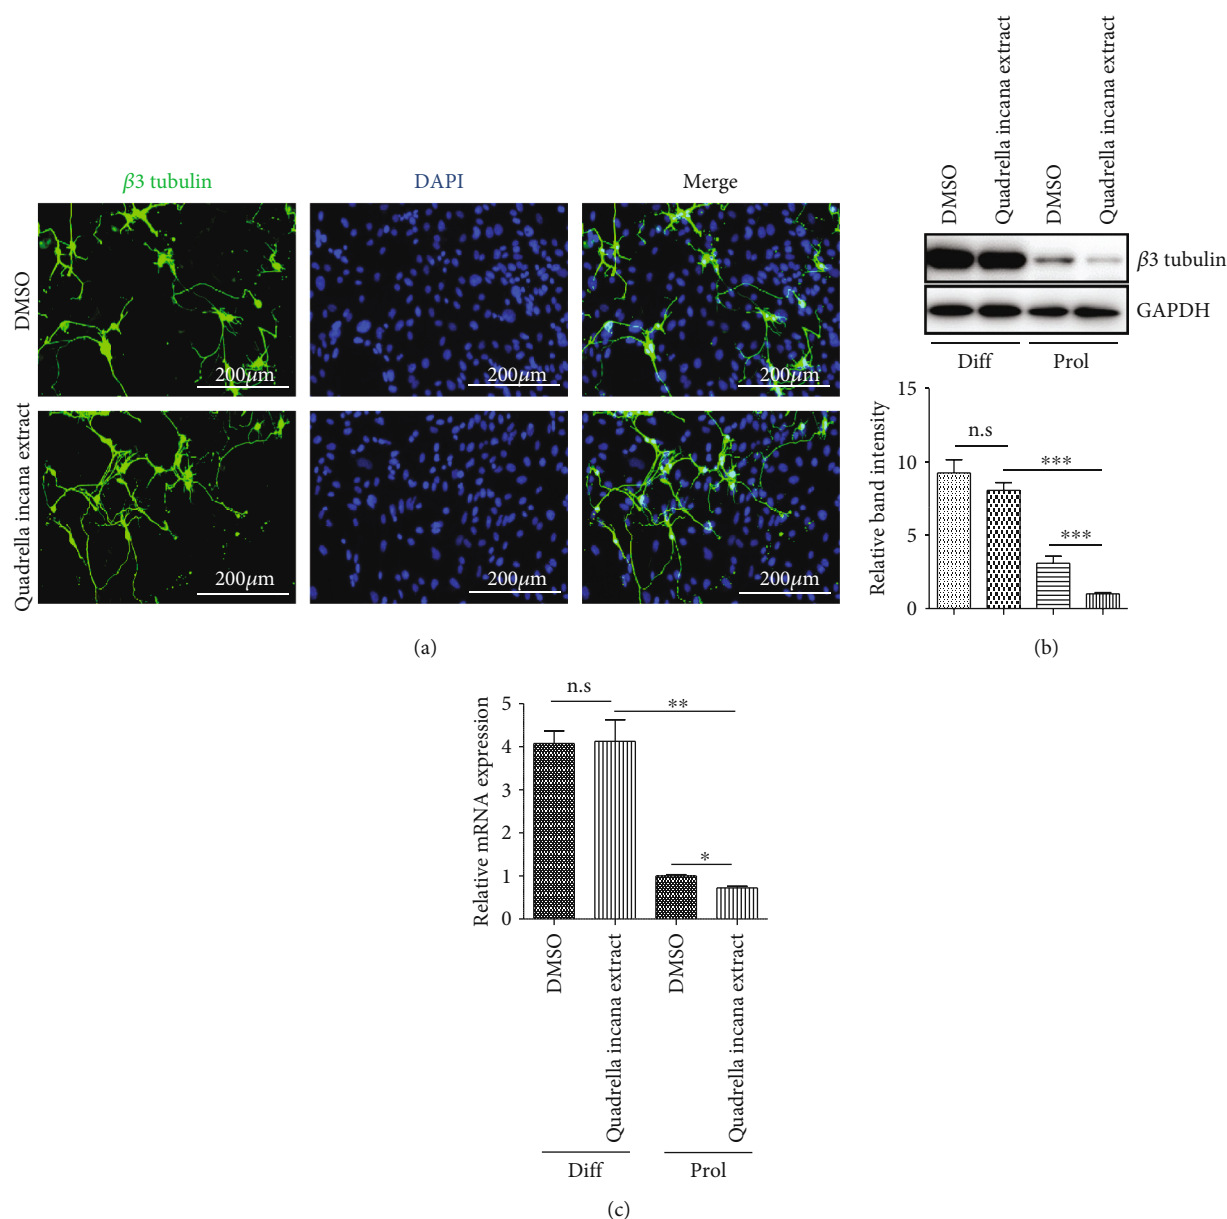 β3 tubulin
DAPI
Merge
DMSO
200μm
200μm
200μm
Quadrella incana extract
200μm
200μm
200μm
(a)
DMSO
Quadrella incana extract
DMSO
Quadrella incana extract
β3 tubulin
GAPDH
Diff
Prol
Relative band intensity
15
10
5
0
n.s
***
***
(b)
Relative mRNA expression
5
4
3
2
1
0
n.s
**
*
DMSO
Quadrella incana extract
DMSO
Quadrella incana extract
Diff
Prol
(c)